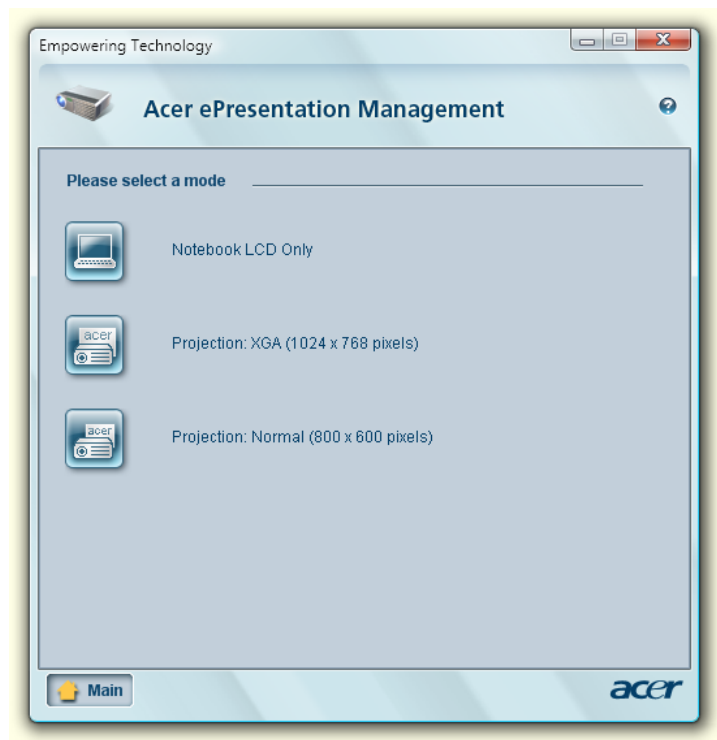 Empowering Technology
Acer ePresentation Management
Please select a mode
Notebook LCD Only
acer
Projection: XGA (1024 x 768 pixels)
acer
Projection: Normal (800 x 600 pixels)
Main
acer